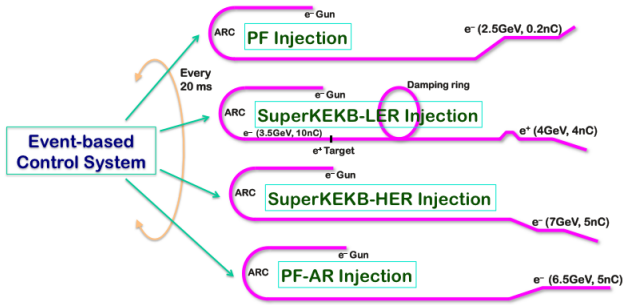 e⁻ Gun
ARC
PF Injection
e⁻ (2.5GeV, 0.2nC)
Every
20 ms
Damping ring
e⁻ Gun
ARC
SuperKEKB-LER Injection
e⁻ (3.5GeV, 10nC)
e⁺ Target
e⁺ (4GeV, 4nC)
Event-based
Control System
e⁻ Gun
ARC
SuperKEKB-HER Injection
e⁻ (7GeV, 5nC)
e⁻ Gun
ARC
PF-AR Injection
e⁻ (6.5GeV, 5nC)